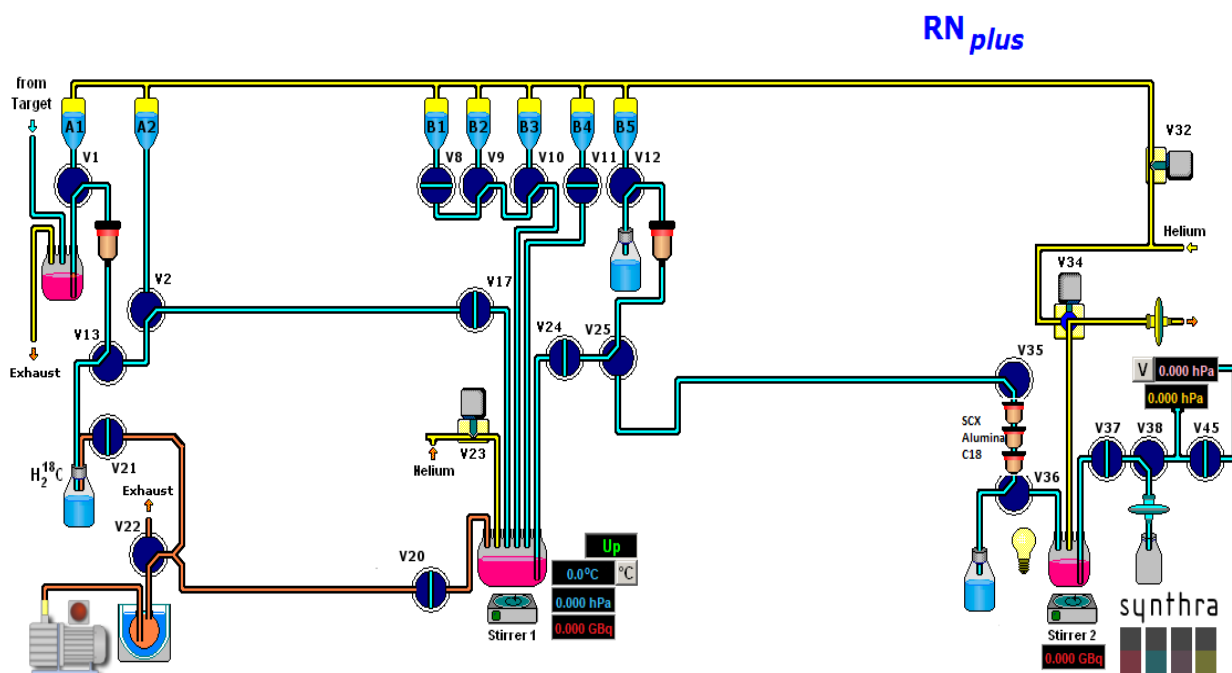 RN plus
from
Target
A1
A2
B1
B2
B3
B4
B5
V1
V8
V9
V10
V11
V12
V32
Helium
V34
V2
V17
V13
V24
V25
V35
Exhaust
V 0.000 hPa
0.000 hPa
SCX
Alumina
C18
V37
V38
V45
V23
Helium
V21
H₂¹⁸C
Exhaust
V36
V22
Up
V20
0.0°C °C
0.000 hPa
0.000 GBq
Stirrer 1
synthra
Stirrer 2
0.000 GBq